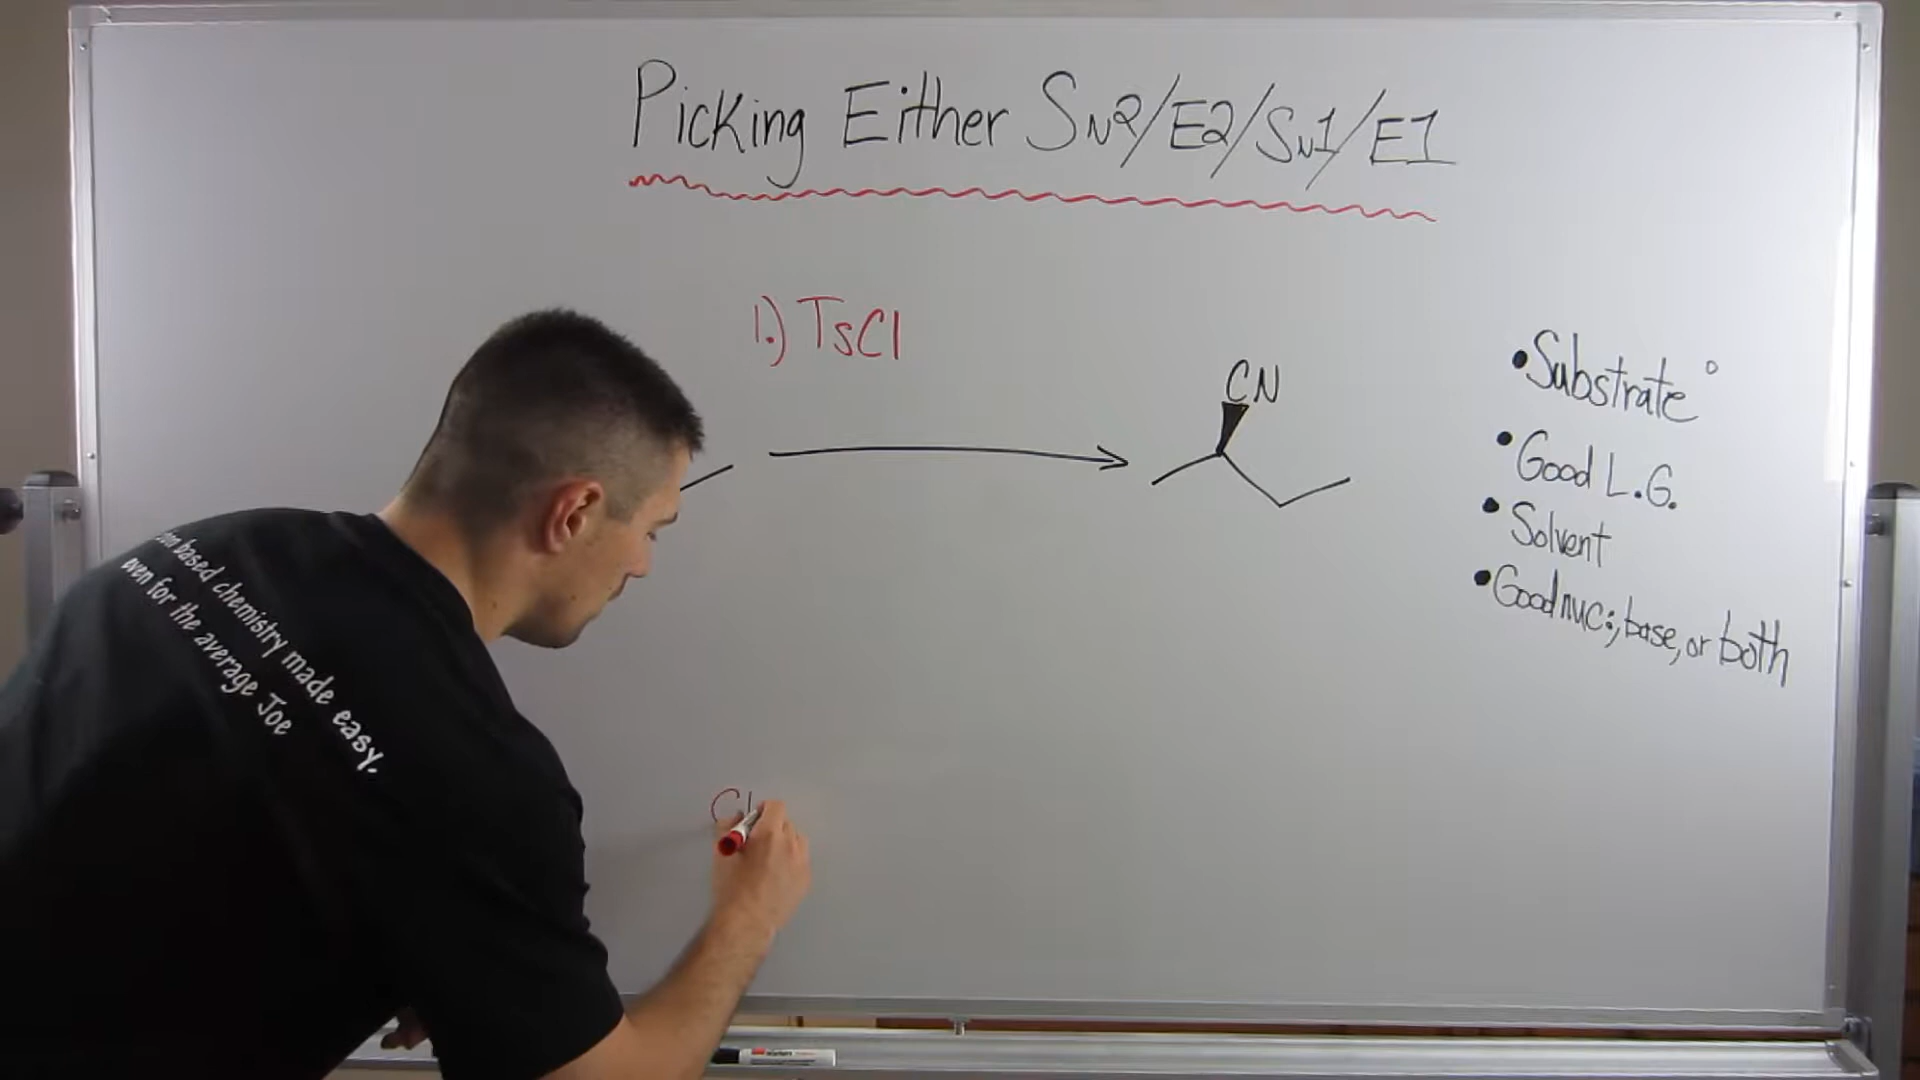 Picking Either SN2/E2/SN1/E1
1.) TsCl
CN
• Substrate °
• Good L.G.
• Solvent
• Good nuc:, base, or both
based chemistry made easy.
even for the average Joe
Cl